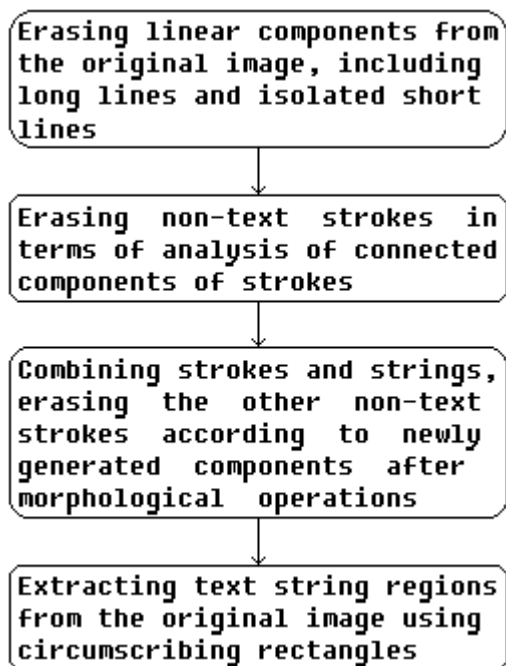 Erasing linear components from
the original image, including
long lines and isolated short
lines
Erasing non-text strokes in
terms of analysis of connected
components of strokes
Combining strokes and strings,
erasing the other non-text
strokes according to newly
generated components after
morphological operations
Extracting text string regions
from the original image using
circumscribing rectangles